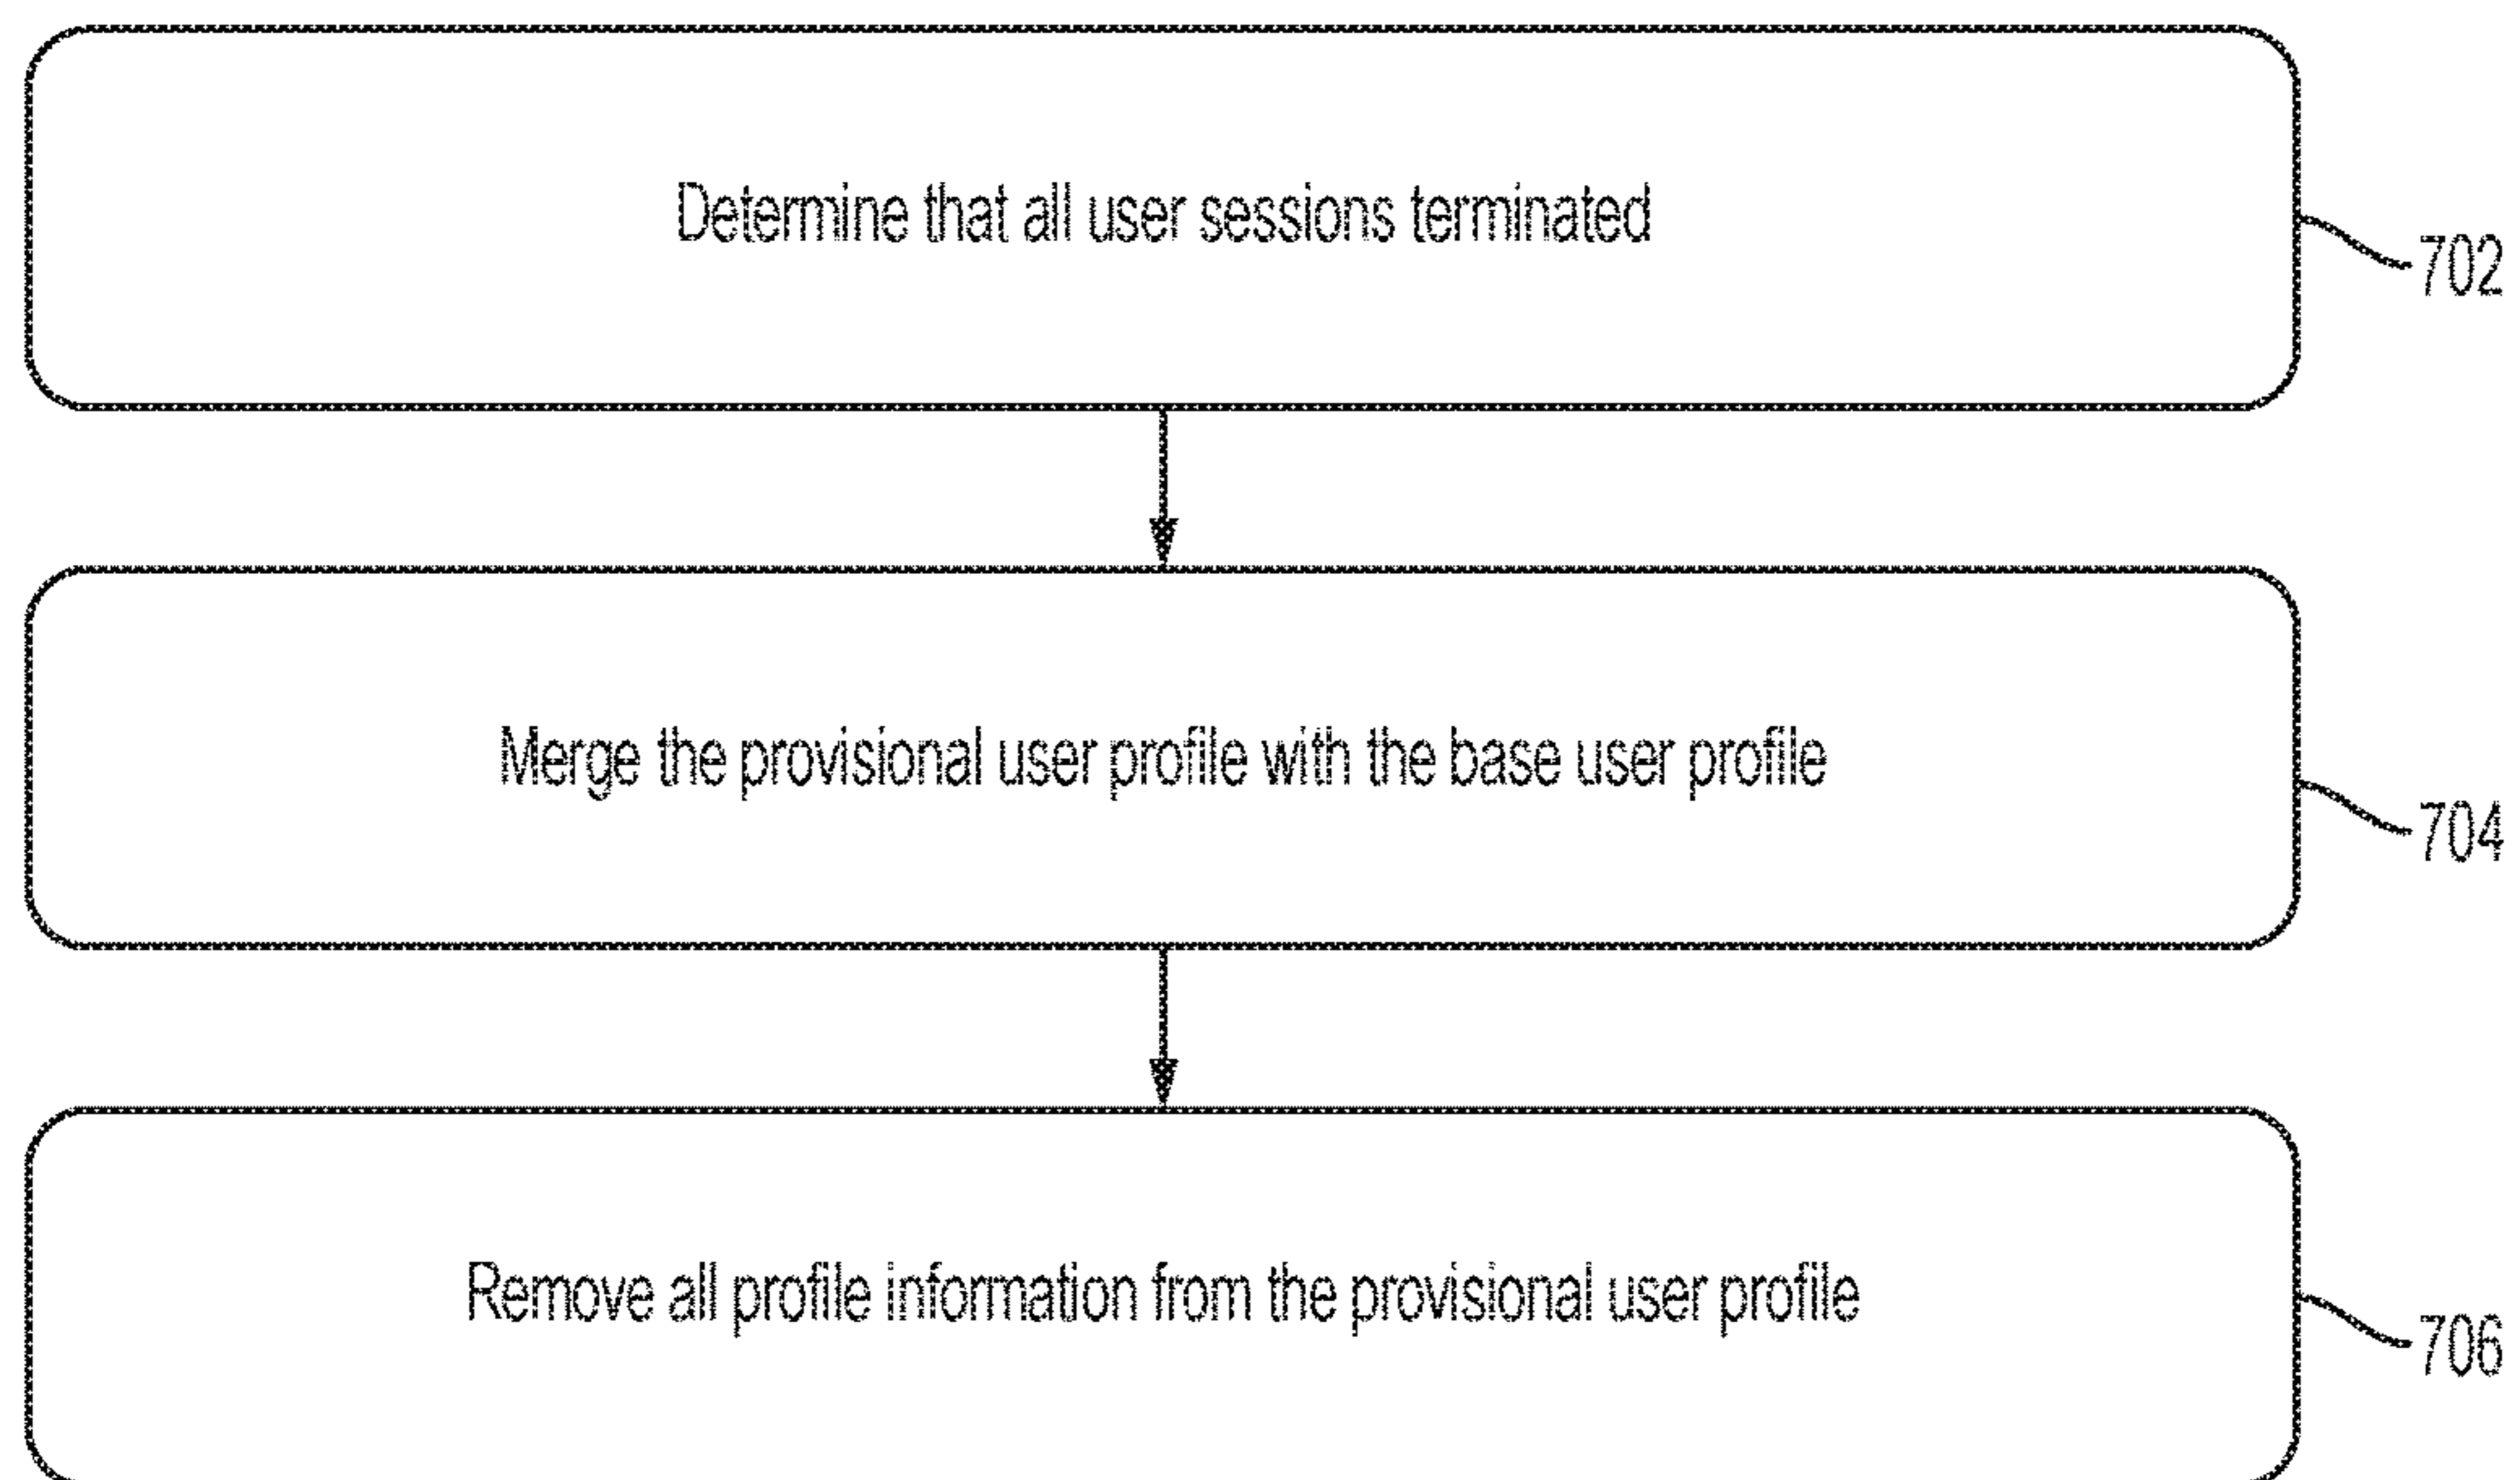 Determine that all user sessions terminated
702
Merge the provisional user profile with the base user profile
704
Remove all profile information from the provisional user profile
706